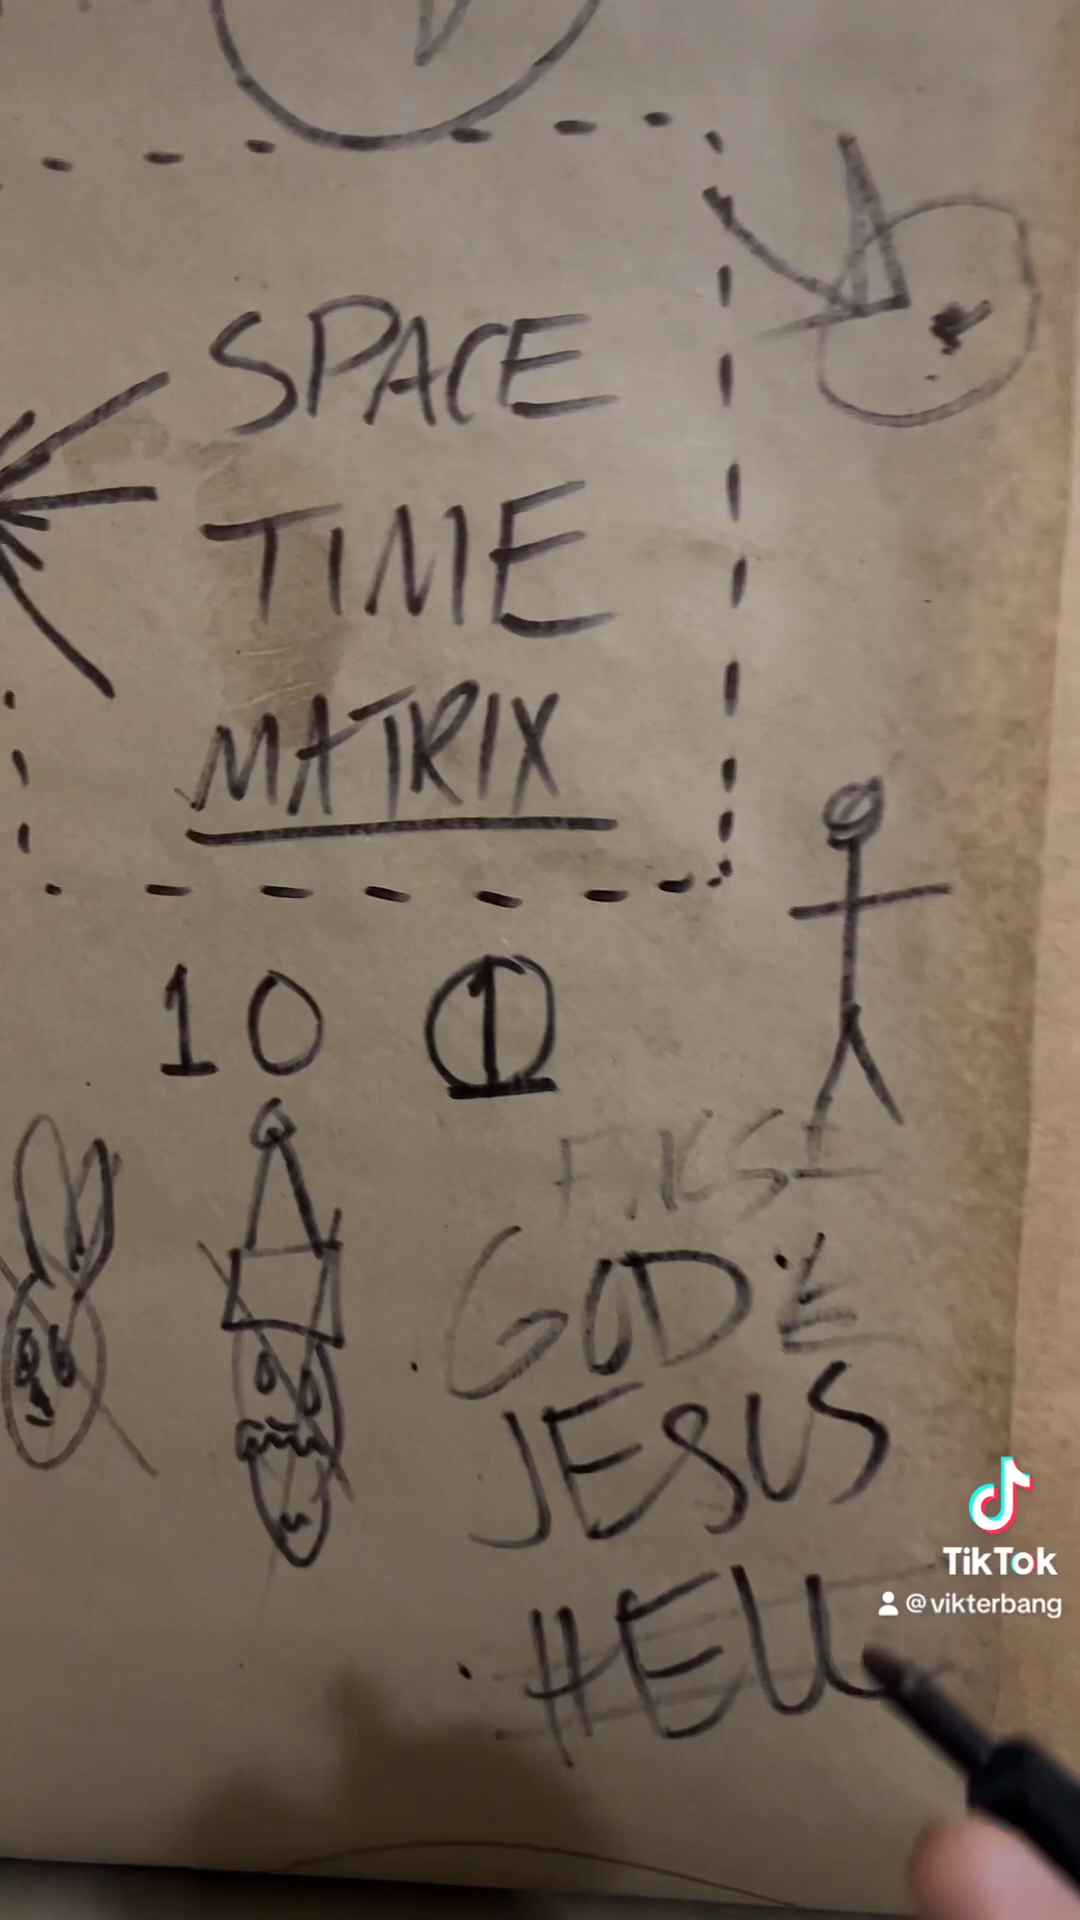 SPACE
TIME
MATRIX
10 1
GOD
JESUS
HELL
TikTok
@vikterbang